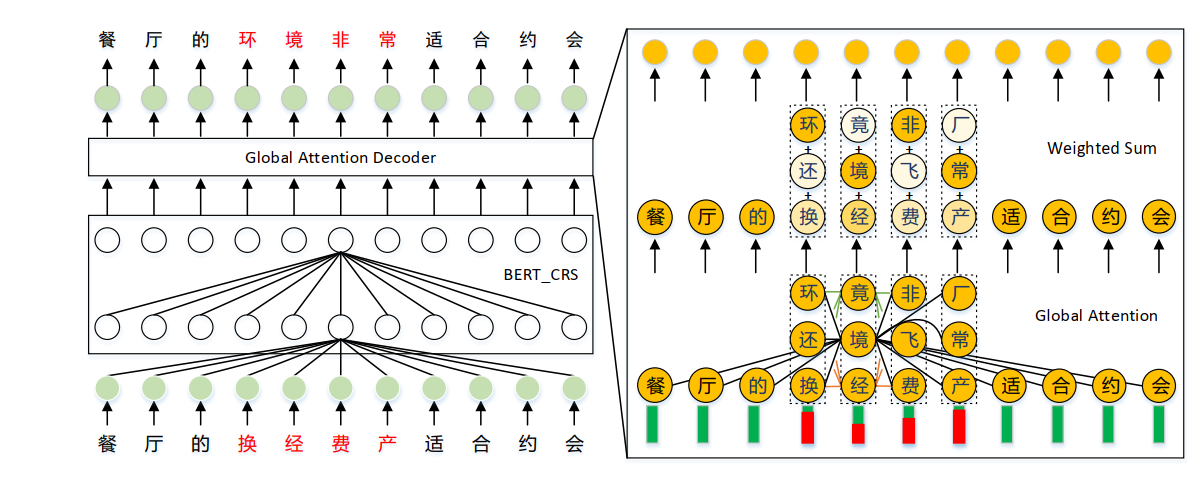 餐 厅 的 环 境 非 常 适 合 约 会
Global Attention Decoder
BERT_CRS
餐 厅 的 换 经 费 产 适 合 约 会
环 竟 非 厂
+ + + +
还 境 飞 常
+ + + +
Weighted Sum
餐 厅 的 换 经 费 产 适 合 约 会
环 竟 非 厂
Global Attention
还 境 飞 常
餐 厅 的 换 经 费 产 适 合 约 会